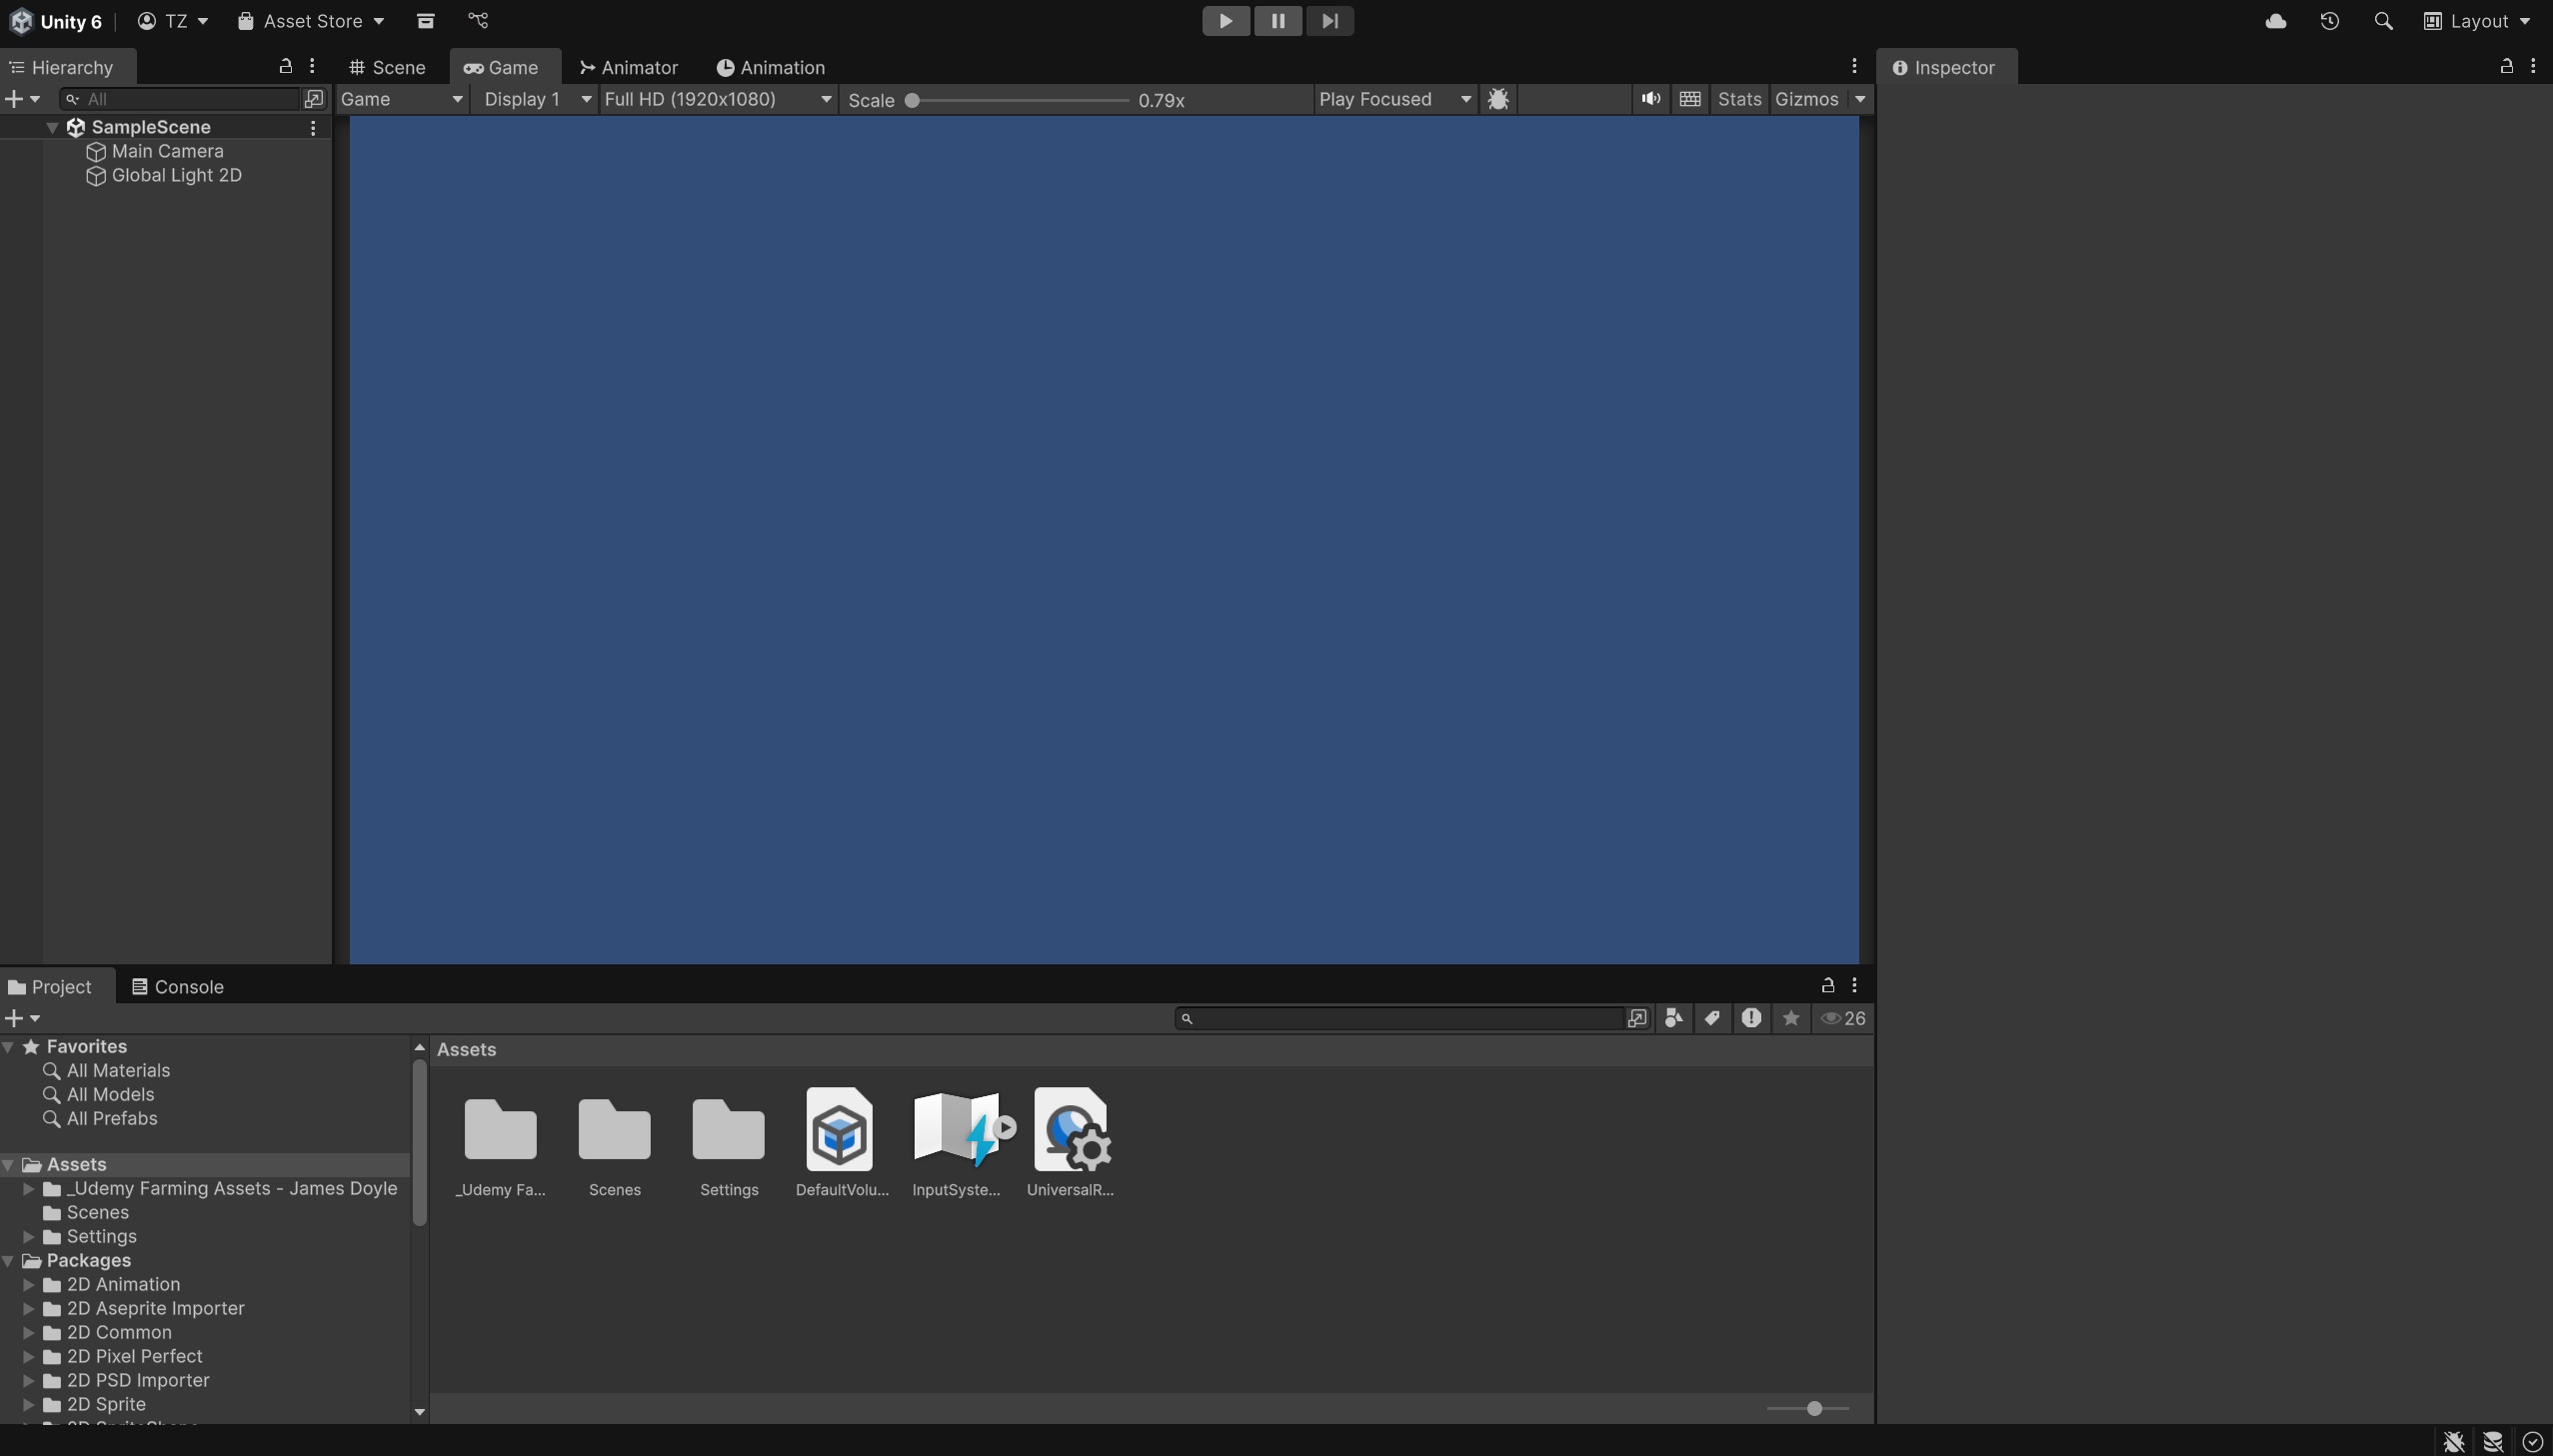 Unity 6 TZ Asset Store Layout
Hierarchy Scene Game Animator Animation Inspector
All Game Display 1 Full HD (1920x1080) Scale 0.79x Play Focused Stats Gizmos
SampleScene
Main Camera
Global Light 2D
Project Console
26
Favorites
All Materials
All Models
All Prefabs
Assets
_Udemy Farming Assets - James Doyle
Scenes
Settings
Packages
2D Animation
2D Aseprite Importer
2D Common
2D Pixel Perfect
2D PSD Importer
2D Sprite
Assets
_Udemy Fa... Scenes Settings DefaultVolu... InputSyste... UniversalR...